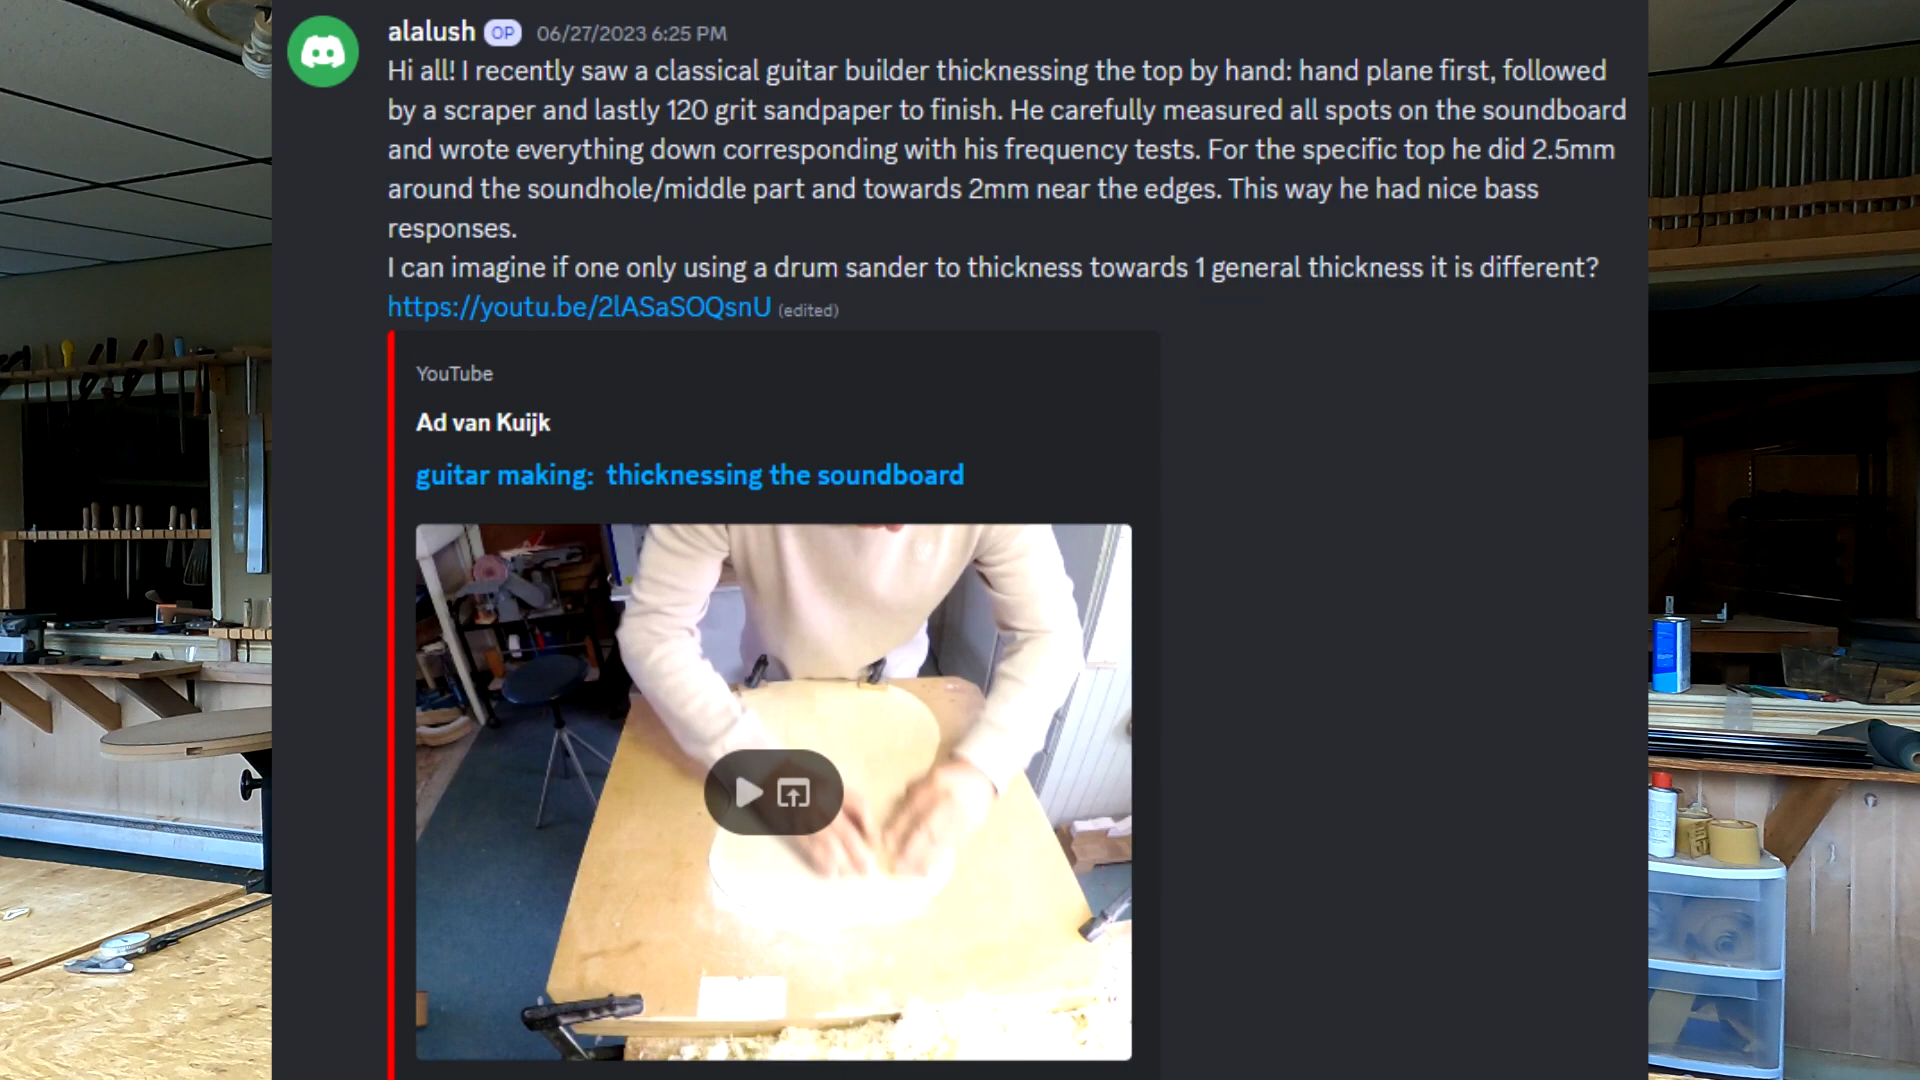 alalush OP 06/27/2023 6:25 PM
Hi all! I recently saw a classical guitar builder thicknessing the top by hand: hand plane first, followed
by a scraper and lastly 120 grit sandpaper to finish. He carefully measured all spots on the soundboard
and wrote everything down corresponding with his frequency tests. For the specific top he did 2.5mm
around the soundhole/middle part and towards 2mm near the edges. This way he had nice bass
responses.
I can imagine if one only using a drum sander to thickness towards 1 general thickness it is different?
https://youtu.be/2lASaSOQsnU (edited)
YouTube
Ad van Kuijk
guitar making: thicknessing the soundboard